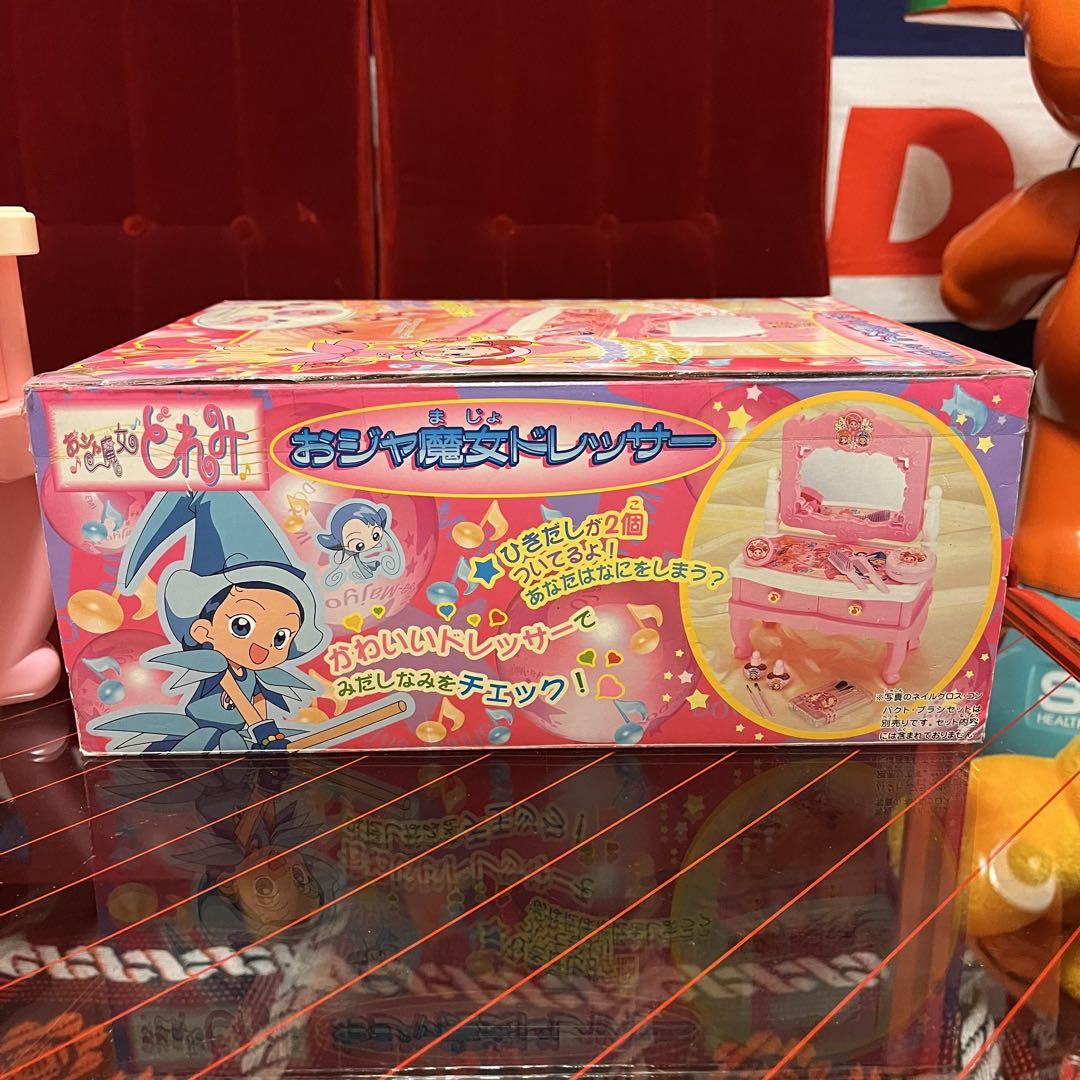 おジャ魔女
どれみ
まじょ
おジャ魔女ドレッサー
ひきだしが2個
こ
ついてるよ!
あなたはなにをしまう?
かわいいドレッサーで
みだしなみをチェック!
※写真のネイルグロス・コン
パクト・ブラシセットは
別売りです。セット内容
には含まれておりません。
D
S
HEALTH